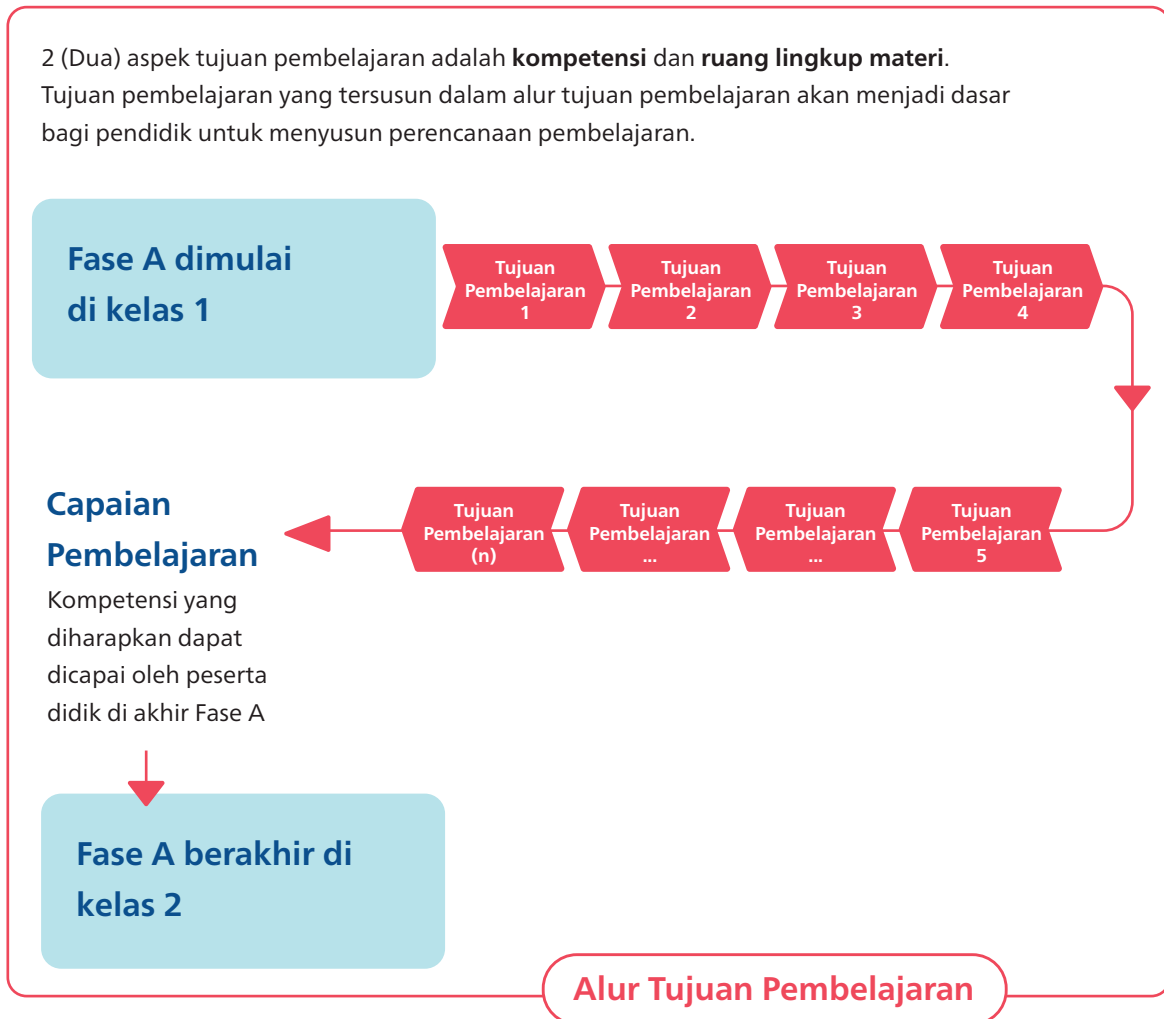 2 (Dua) aspek tujuan pembelajaran adalah kompetensi dan ruang lingkup materi.
Tujuan pembelajaran yang tersusun dalam alur tujuan pembelajaran akan menjadi dasar
bagi pendidik untuk menyusun perencanaan pembelajaran.
Fase A dimulai
di kelas 1
Tujuan
Pembelajaran
1
Tujuan
Pembelajaran
2
Tujuan
Pembelajaran
3
Tujuan
Pembelajaran
4
Tujuan
Pembelajaran
5
Tujuan
Pembelajaran
...
Tujuan
Pembelajaran
...
Tujuan
Pembelajaran
(n)
Capaian
Pembelajaran
Kompetensi yang
diharapkan dapat
dicapai oleh peserta
didik di akhir Fase A
Fase A berakhir di
kelas 2
Alur Tujuan Pembelajaran